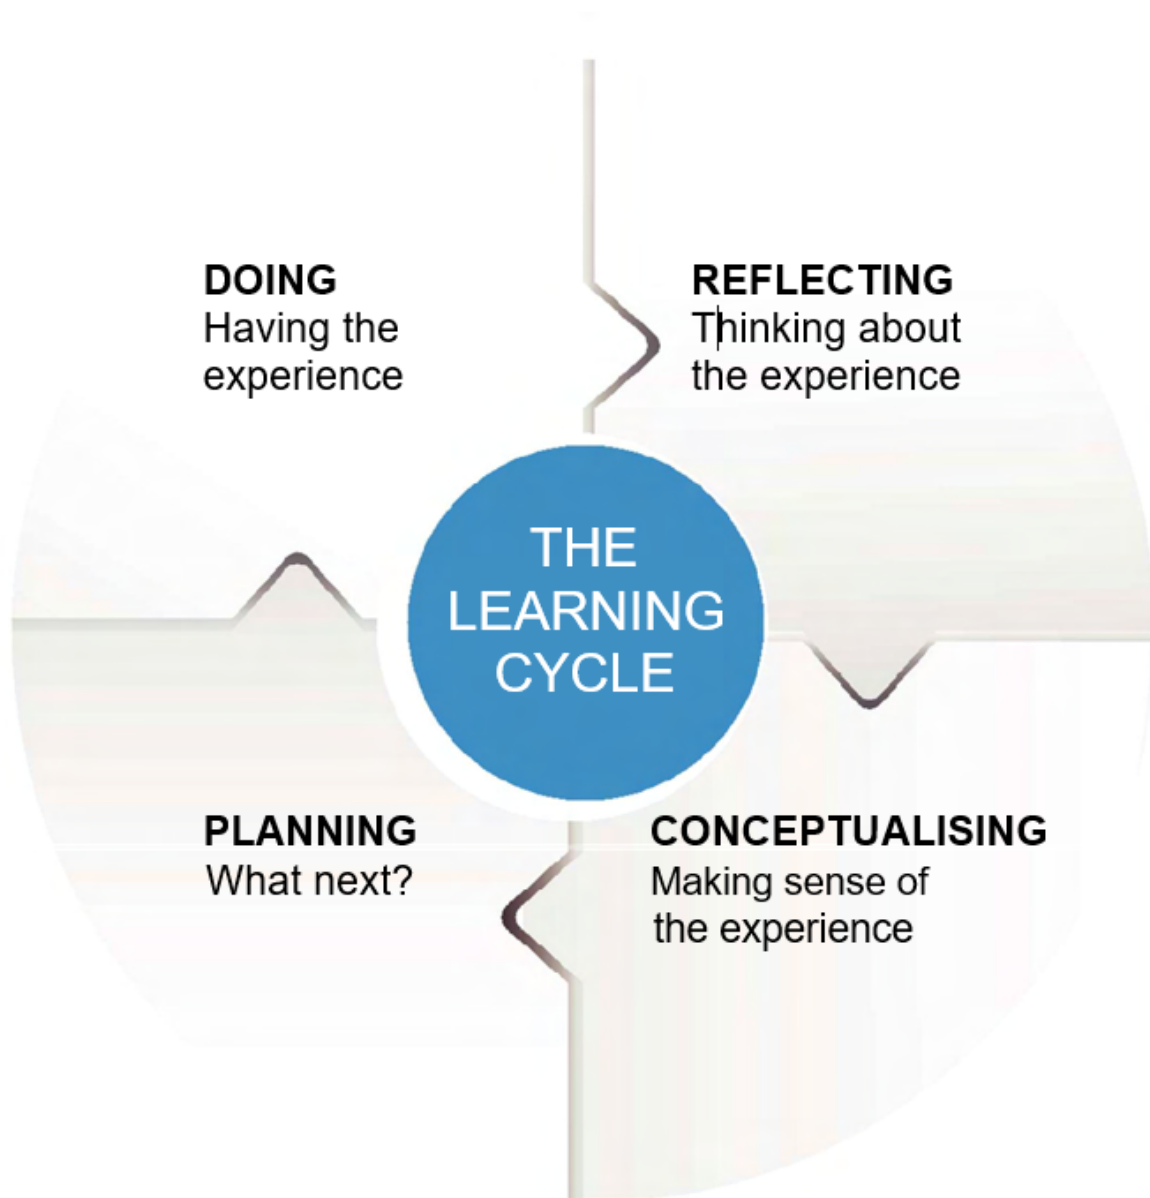 DOING
Having the
experience
REFLECTING
Thinking about
the experience
THE
LEARNING
CYCLE
PLANNING
What next?
CONCEPTUALISING
Making sense of
the experience